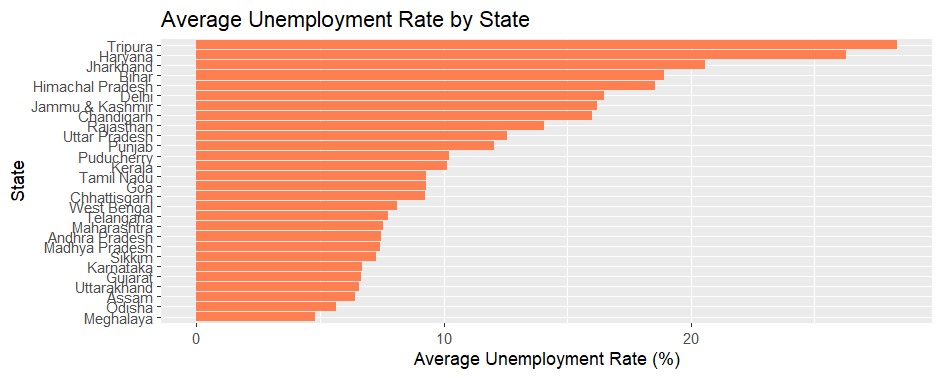 Average Unemployment Rate by State
State
Tripura
Haryana
Jharkhand
Bihar
Himachal Pradesh
Delhi
Jammu & Kashmir
Chandigarh
Rajasthan
Uttar Pradesh
Punjab
Puducherry
Kerala
Tamil Nadu
Goa
Chhattisgarh
West Bengal
Telangana
Maharashtra
Andhra Pradesh
Madhya Pradesh
Sikkim
Karnataka
Gujarat
Uttarakhand
Assam
Odisha
Meghalaya
0 10 20
Average Unemployment Rate (%)